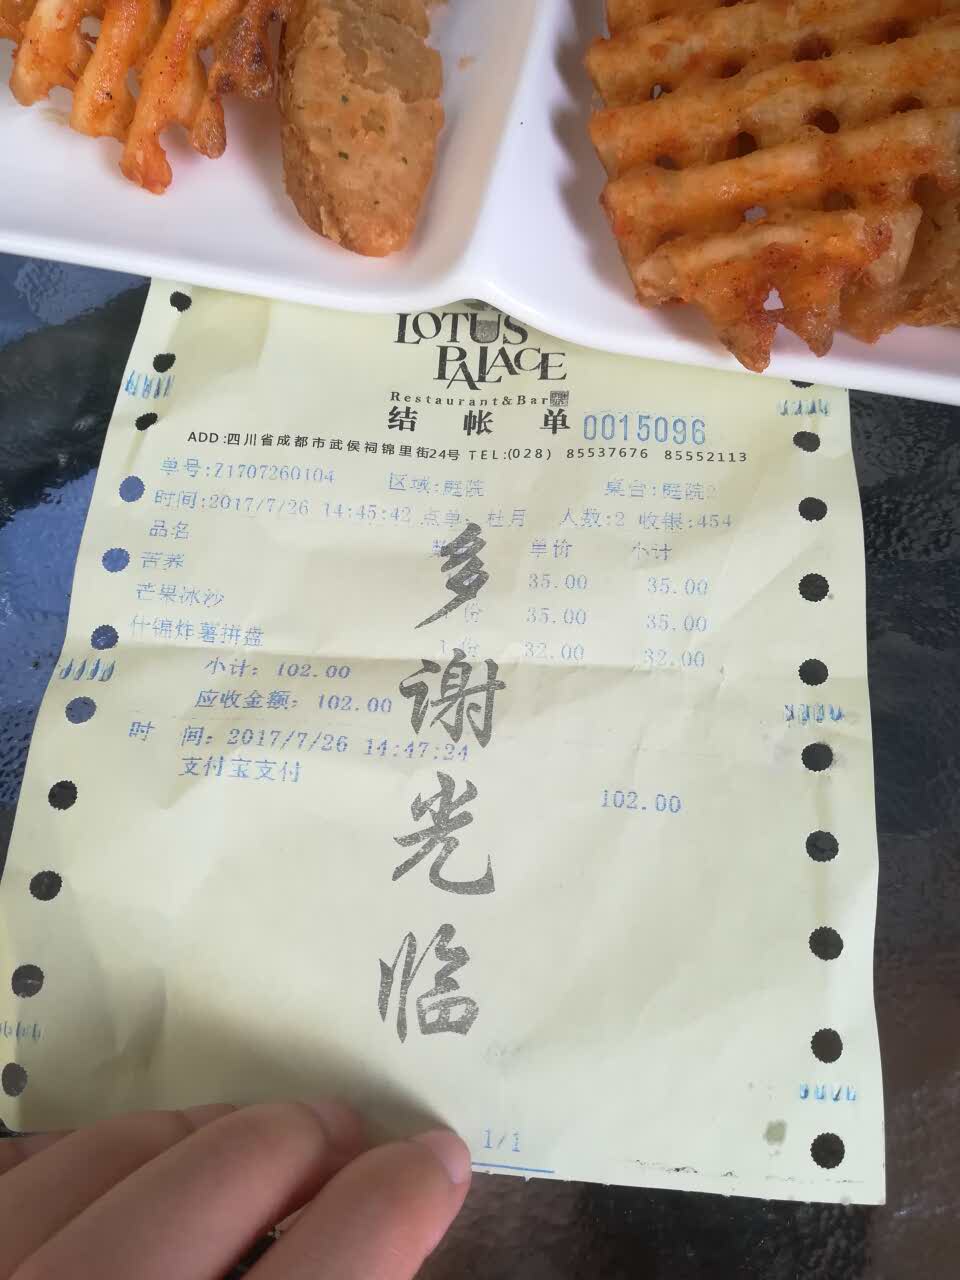 LOTUS
PALACE
Restaurant&Bar
结帐单 0015096
ADD:四川省成都市武侯祠锦里街24号 TEL:(028) 85537676 85552113
单号:Z1707260104 区域:庭院 桌台:庭院2
时间:2017/7/26 14:45:42 点单: 杜月 人数:2 收银:454
品名 单价 小计
苦荞 35.00 35.00
芒果冰沙 份 35.00 35.00
什锦炸薯拼盘 1 份 32.00 32.00
小计: 102.00
应收金额: 102.00
时 间: 2017/7/26 14:47:24
支付宝支付 102.00
多谢光临
1/1